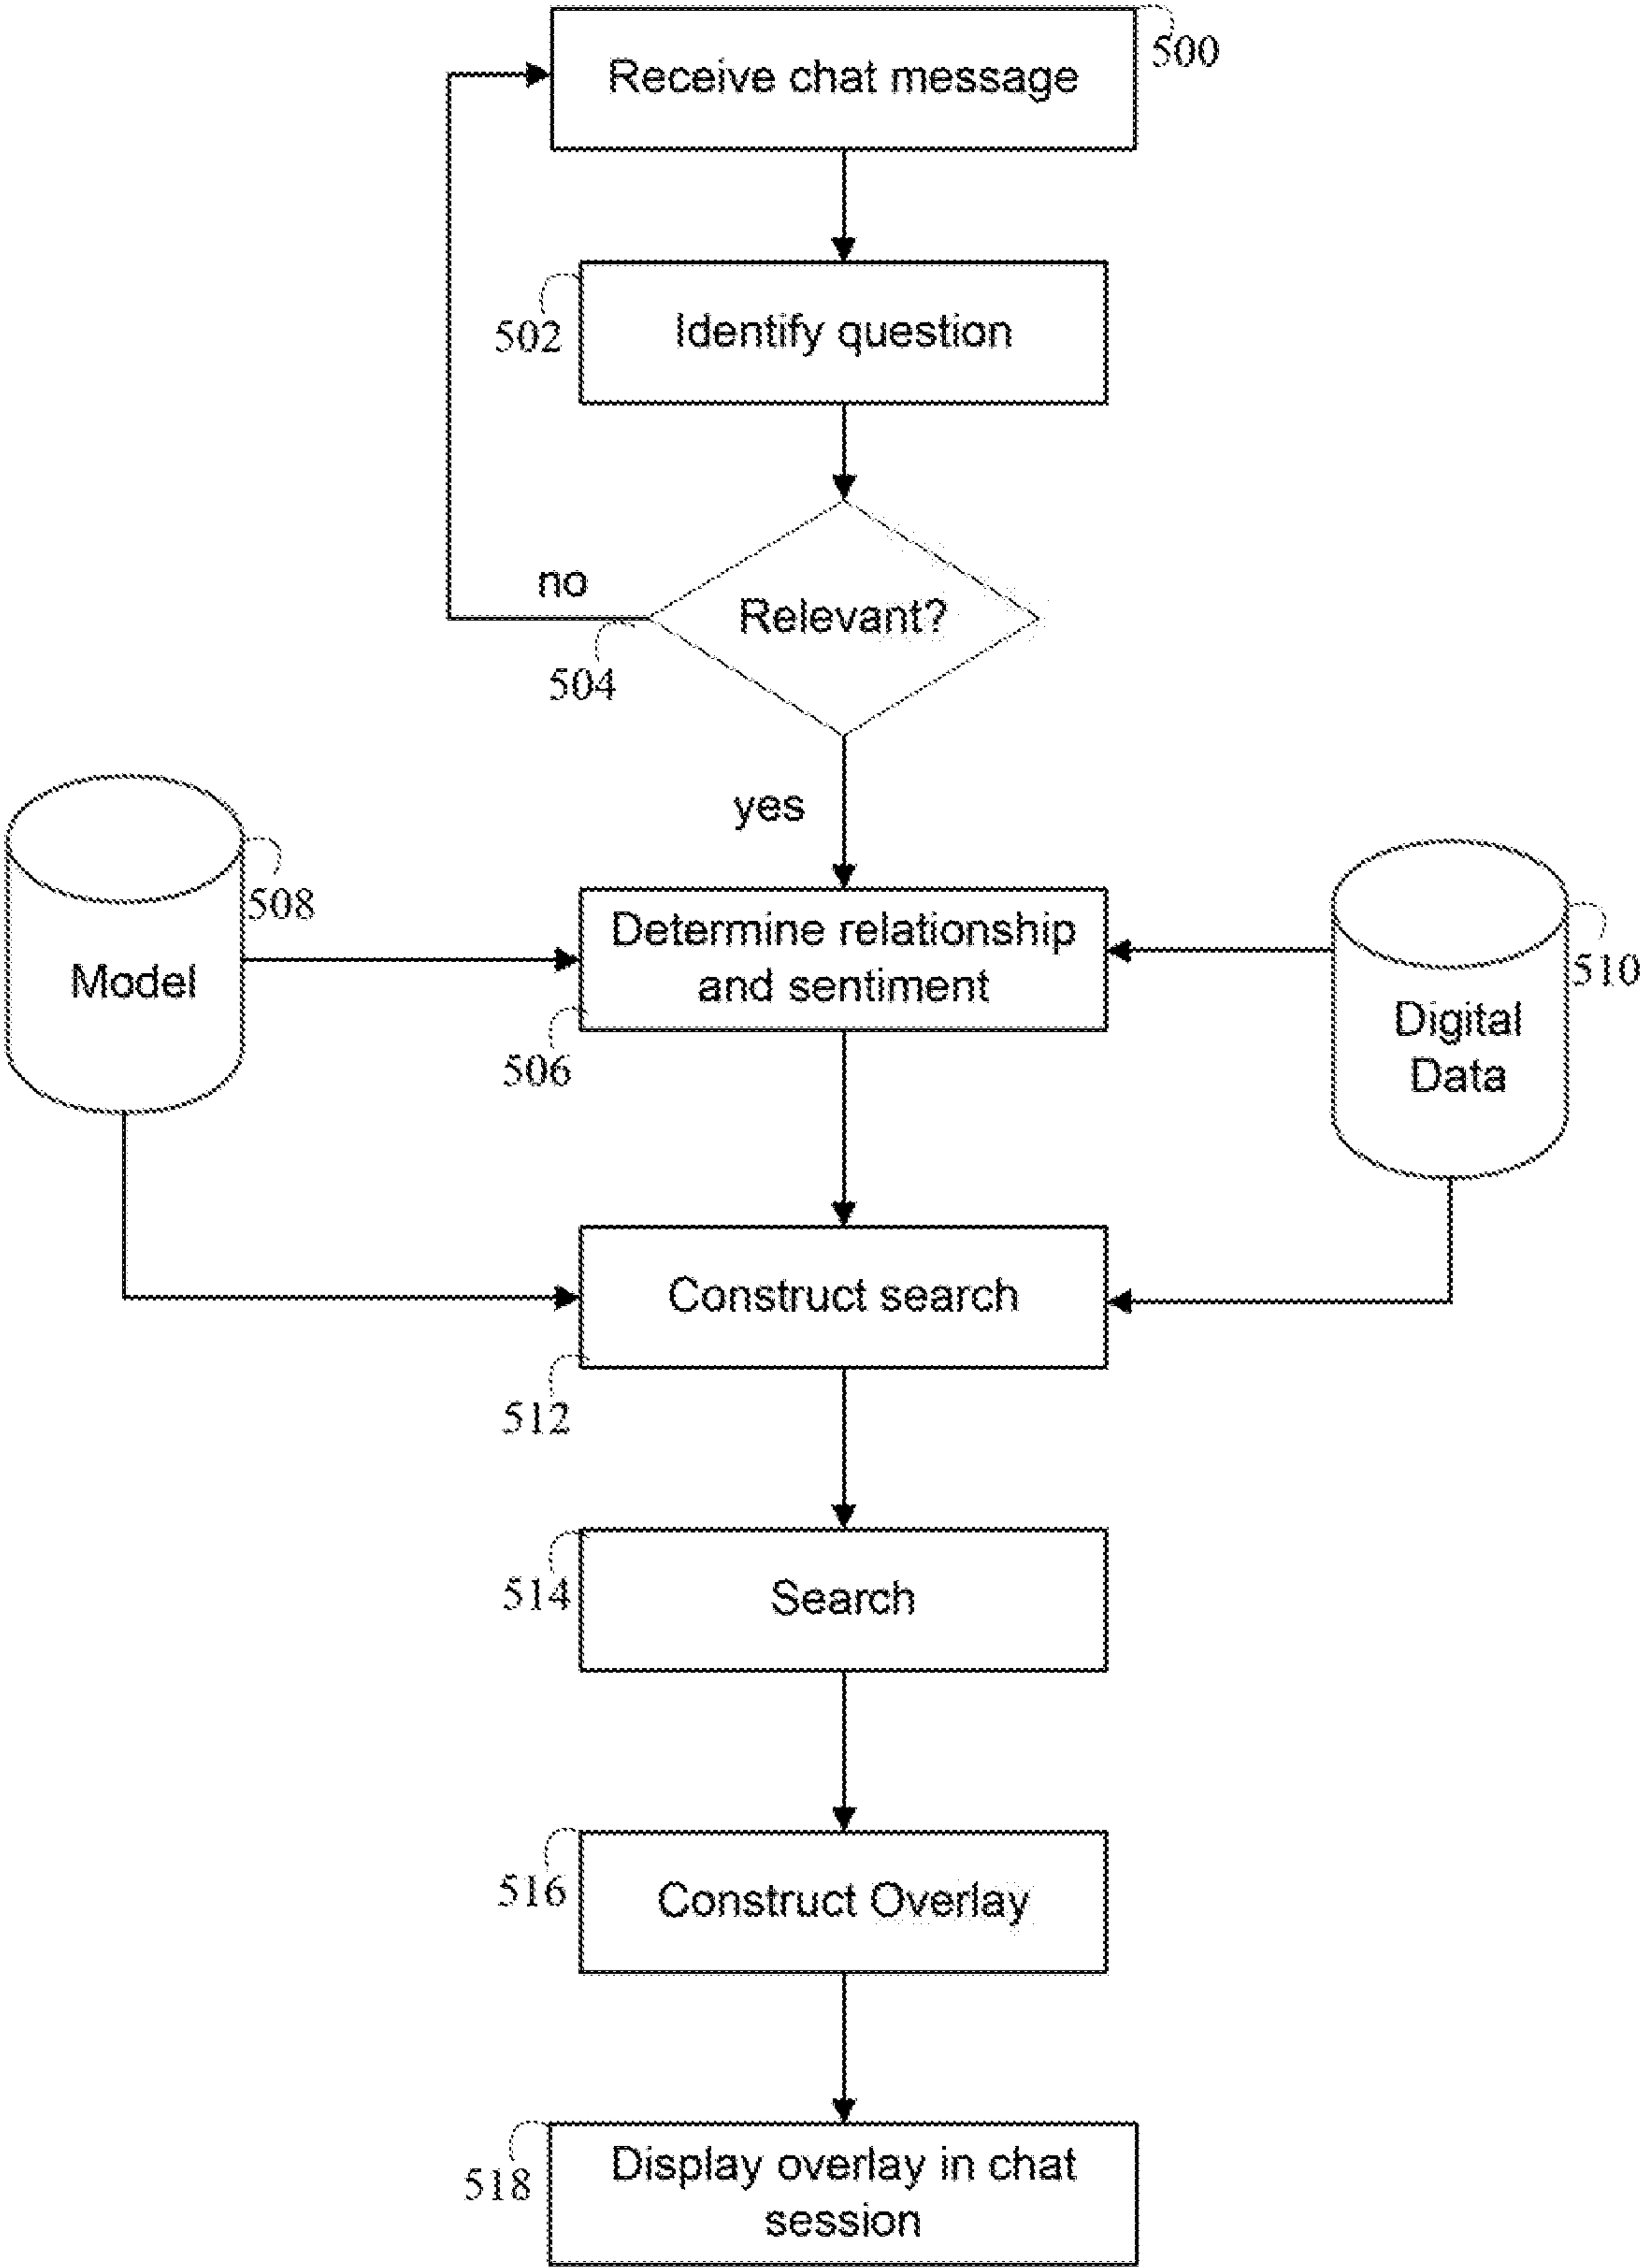 Receive chat message
500
Identify question
502
Relevant?
no
504
yes
Model
508
Determine relationship
and sentiment
506
Digital
Data
510
Construct search
512
Search
514
Construct Overlay
516
Display overlay in chat
session
518